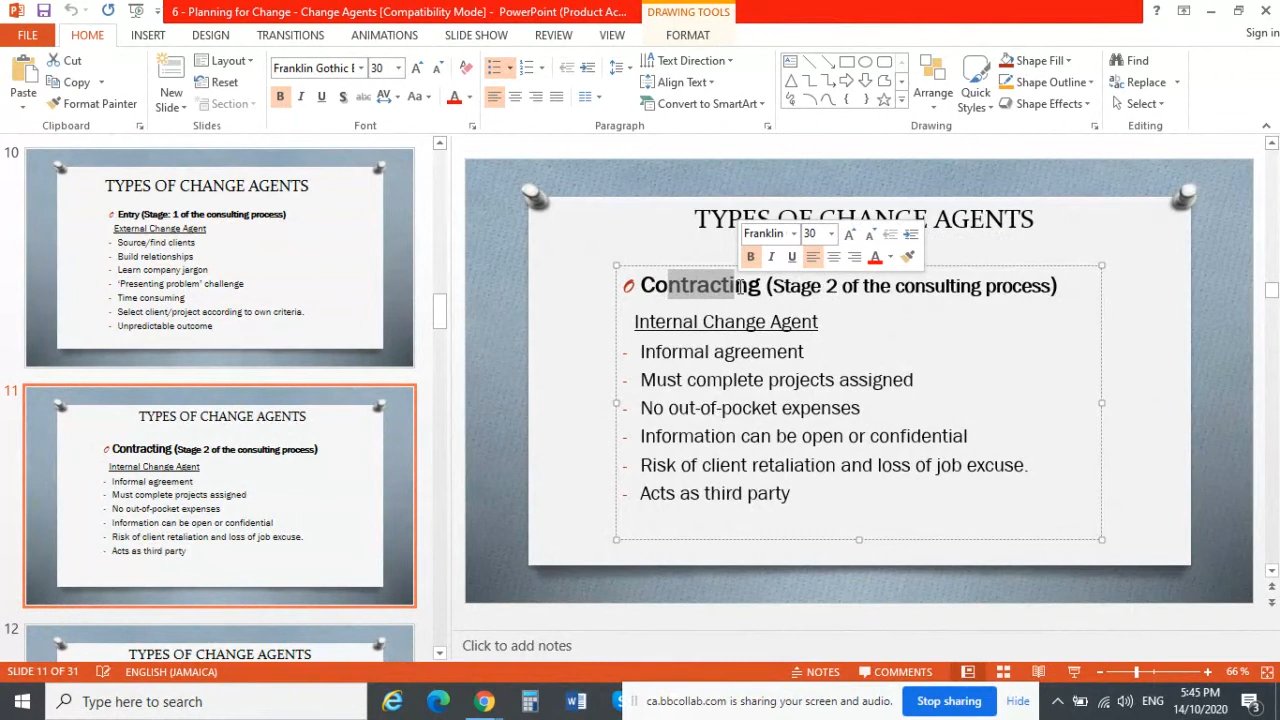 6 - Planning for Change - Change Agents [Compatibility Mode] - PowerPoint (Product Ac...
DRAWING TOOLS
?
FILE
HOME
INSERT
DESIGN
TRANSITIONS
ANIMATIONS
SLIDE SHOW
REVIEW
VIEW
FORMAT
Sign in
Paste
Cut
Copy
Format Painter
Clipboard
New
Slide
Layout
Reset
Section
Slides
Franklin Gothic
30
B I U S abc AV Aa A
Font
Text Direction
Align Text
Convert to SmartArt
Paragraph
Arrange
Quick
Styles
Shape Fill
Shape Outline
Shape Effects
Drawing
Find
Replace
Select
Editing
10
TYPES OF CHANGE AGENTS
Entry (Stage: 1 of the consulting process)
External Change Agent
- Source/find clients
- Build relationships
- Learn company jargon
- 'Presenting problem' challenge
- Time consuming
- Select client/project according to own criteria.
- Unpredictable outcome
11
TYPES OF CHANGE AGENTS
Contracting (Stage 2 of the consulting process)
Internal Change Agent
- Informal agreement
- Must complete projects assigned
- No out-of-pocket expenses
- Information can be open or confidential
- Risk of client retaliation and loss of job excuse.
- Acts as third party
12
TYPES OF CHANGE AGENTS
TYPES OF CHANGE AGENTS
Franklin
30
B I U A
Contracting (Stage 2 of the consulting process)
Internal Change Agent
- Informal agreement
- Must complete projects assigned
- No out-of-pocket expenses
- Information can be open or confidential
- Risk of client retaliation and loss of job excuse.
- Acts as third party
Click to add notes
SLIDE 11 OF 31
ENGLISH (JAMAICA)
NOTES
COMMENTS
66 %
Type here to search
ca.bbcollab.com is sharing your screen and audio.
Stop sharing
Hide
ENG
5:45 PM
14/10/2020
3